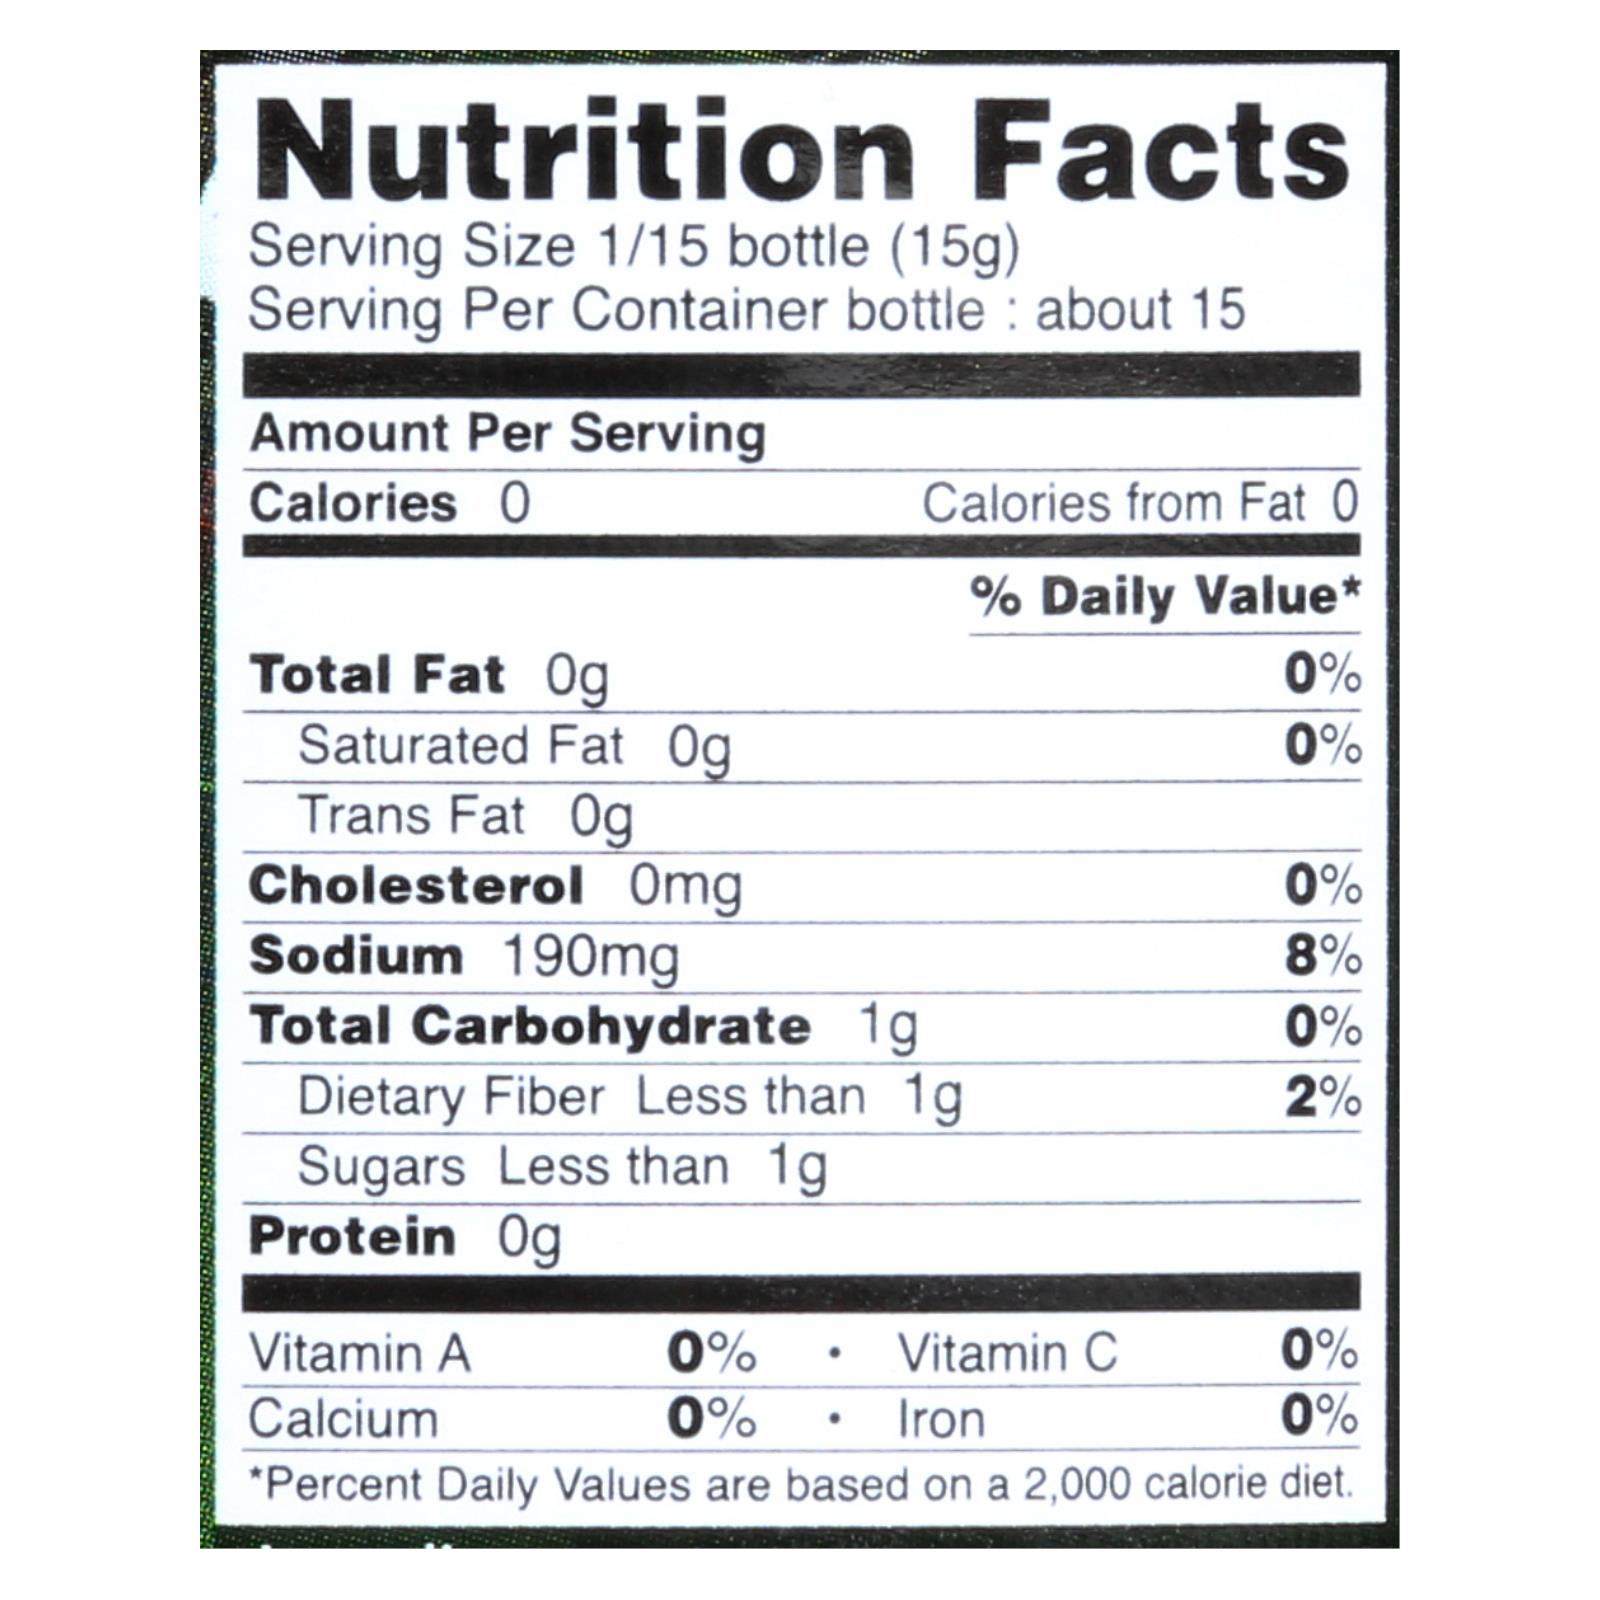 Nutrition Facts
Serving Size 1/15 bottle (15g)
Serving Per Container bottle : about 15
Amount Per Serving
Calories 0 Calories from Fat 0
% Daily Value*
Total Fat 0g 0%
Saturated Fat 0g 0%
Trans Fat 0g
Cholesterol 0mg 0%
Sodium 190mg 8%
Total Carbohydrate 1g 0%
Dietary Fiber Less than 1g 2%
Sugars Less than 1g
Protein 0g
Vitamin A 0% • Vitamin C 0%
Calcium 0% • Iron 0%
*Percent Daily Values are based on a 2,000 calorie diet.